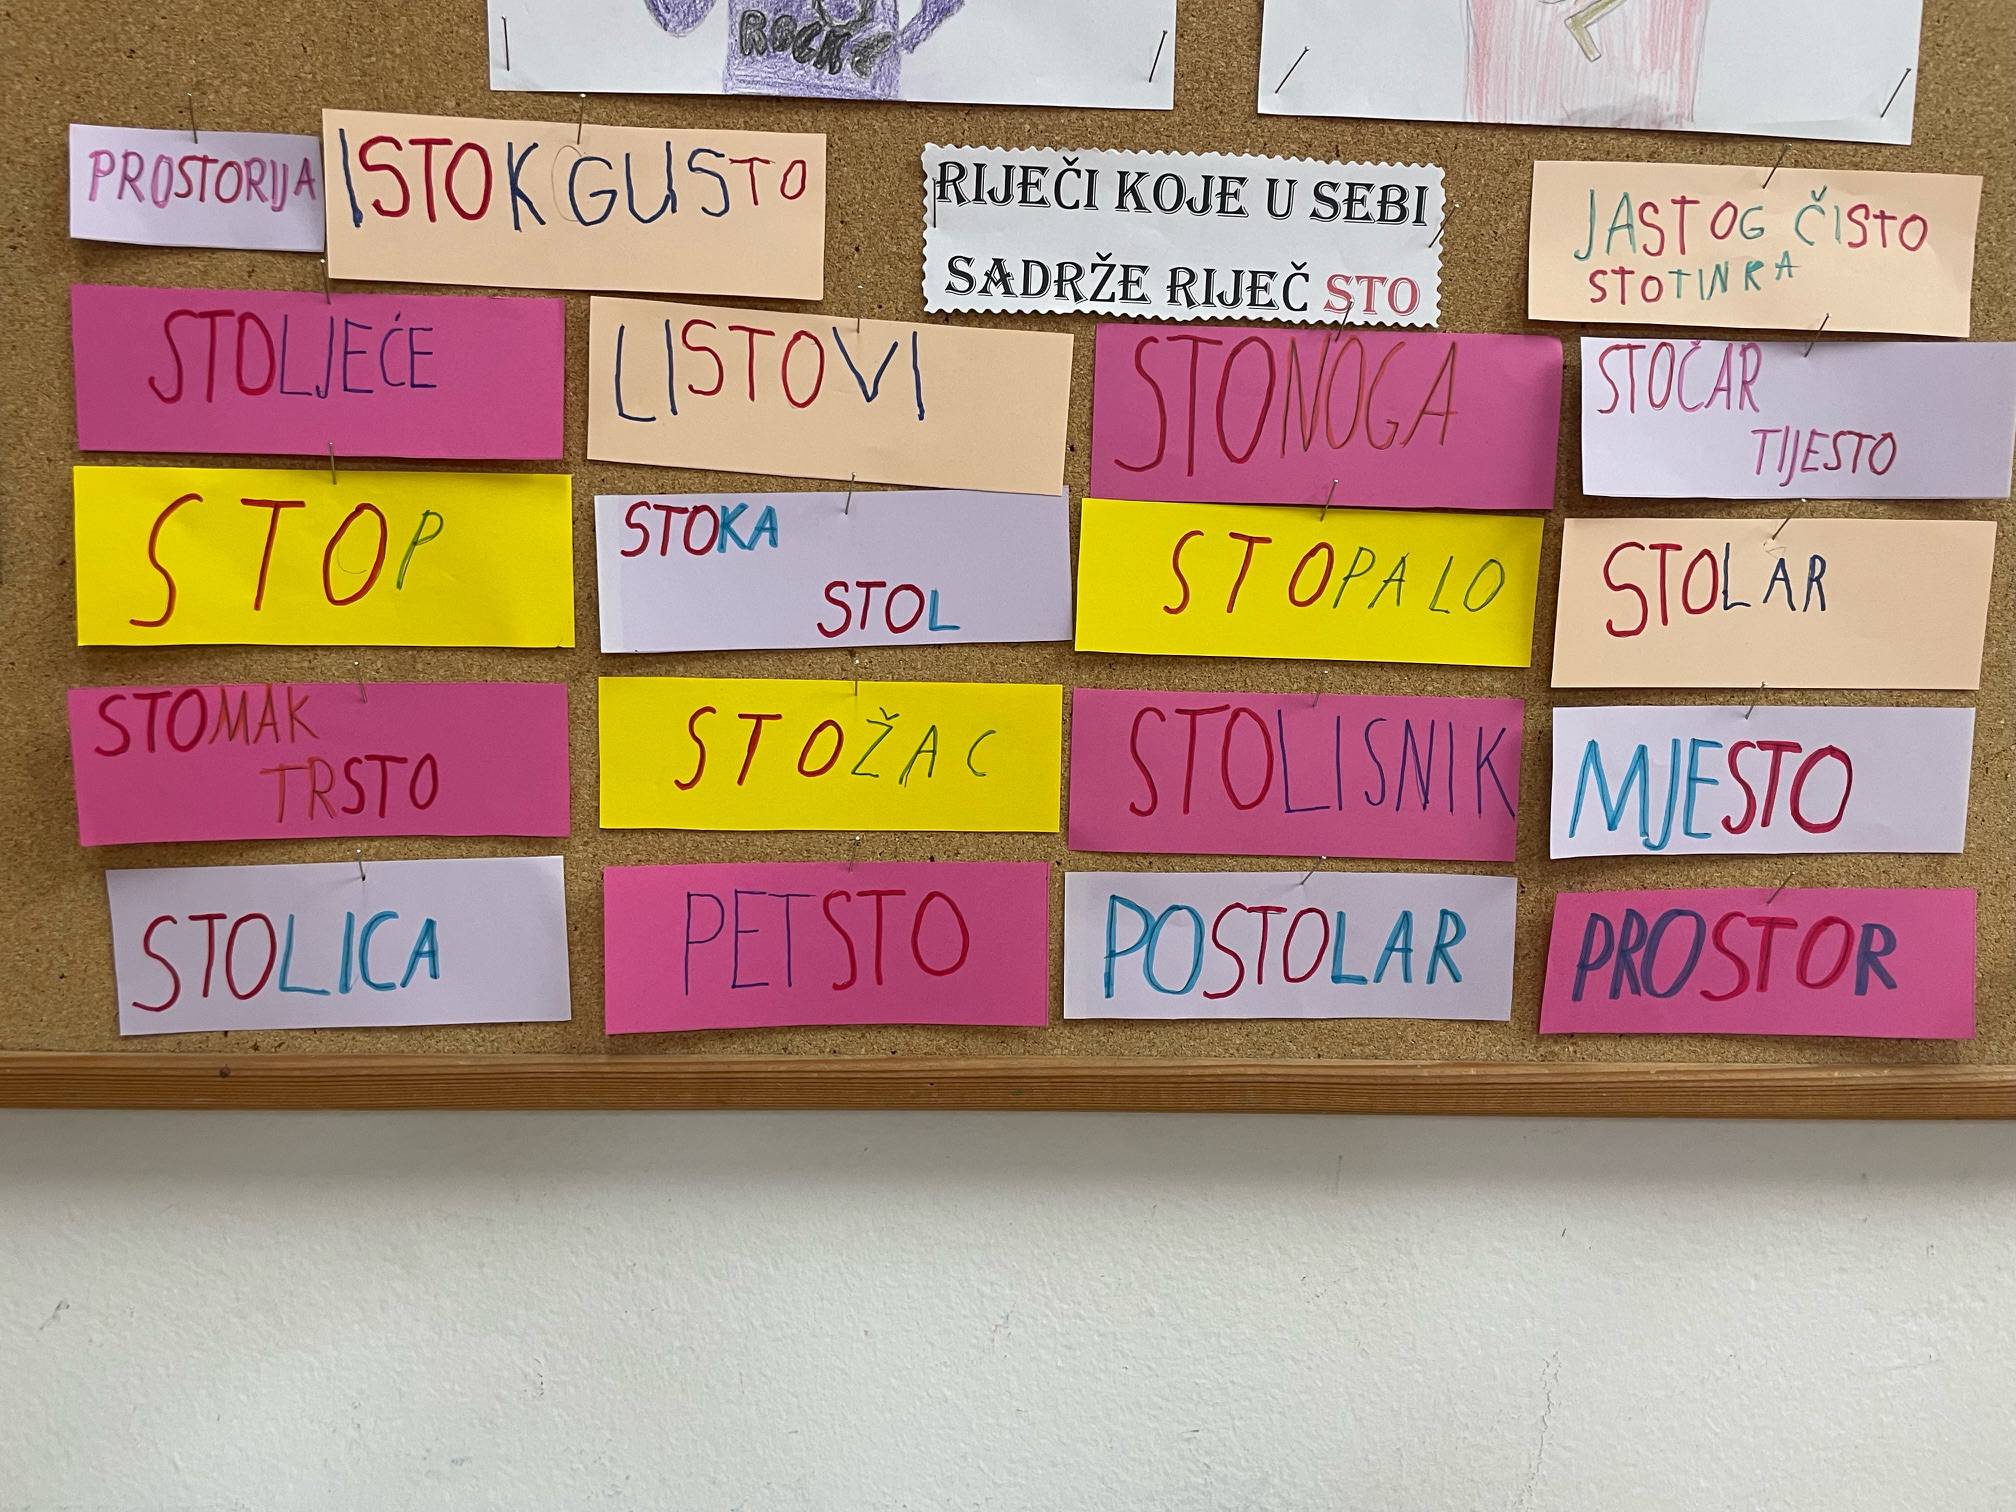 ROCKS
PROSTORIJA
ISTOK GUSTO
RIJEČI KOJE U SEBI
SADRŽE RIJEČ STO
JASTOG ČISTO
STOTINKA
STOLJEĆE
LISTOVI
STONOGA
STOČAR
TIJESTO
STOP
STOKA
STOL
STOPALO
STOLAR
STOMAK
TRSTO
STOŽAC
STOLISNIK
MJESTO
STOLICA
PETSTO
POSTOLAR
PROSTOR